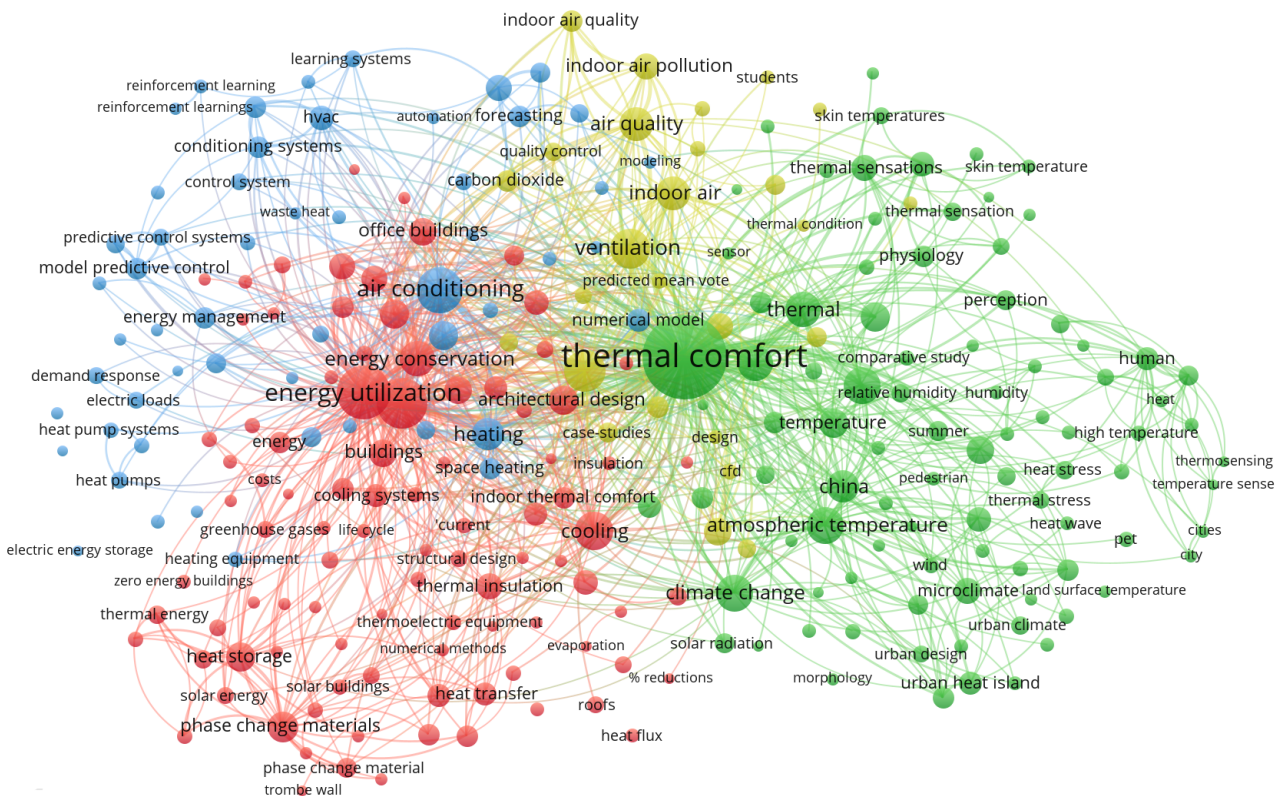 indoor air quality
learning systems
indoor air pollution
students
reinforcement learning
reinforcement learnings
hvac
automation
forecasting
air quality
skin temperatures
conditioning systems
quality control
modeling
thermal sensations
skin temperature
control system
carbon dioxide
indoor air
waste heat
thermal condition
thermal sensation
office buildings
predictive control systems
ventilation
sensor
physiology
model predictive control
predicted mean vote
air conditioning
perception
energy management
numerical model
thermal
energy conservation
thermal comfort
comparative study
human
demand response
energy utilization
architectural design
relative humidity
humidity
electric loads
heat
heat pump systems
energy
heating
case-studies
design
temperature
summer
high temperature
buildings
space heating
insulation
cfd
heat stress
thermosensing
heat pumps
costs
pedestrian
temperature sense
cooling systems
indoor thermal comfort
china
thermal stress
greenhouse gases
life cycle
'current
cooling
atmospheric temperature
heat wave
cities
pet
electric energy storage
heating equipment
structural design
city
wind
zero energy buildings
thermal insulation
climate change
microclimate
land surface temperature
thermal energy
thermoelectric equipment
urban climate
numerical methods
evaporation
solar radiation
heat storage
urban design
solar energy
solar buildings
heat transfer
% reductions
morphology
urban heat island
roofs
phase change materials
heat flux
phase change material
trombe wall